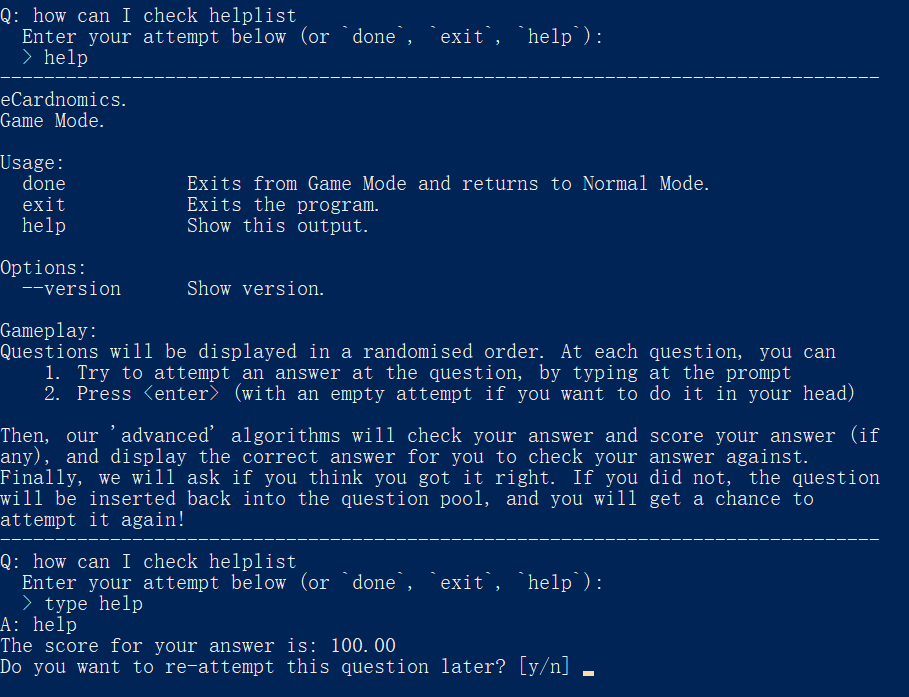 Q: how can I check helplist
  Enter your attempt below (or `done`, `exit`, `help`):
  > help
--------------------------------------------------------------------------------
eCardnomics.
Game Mode.

Usage:
  done           Exits from Game Mode and returns to Normal Mode.
  exit           Exits the program.
  help           Show this output.

Options:
  --version      Show version.

Gameplay:
Questions will be displayed in a randomised order. At each question, you can
    1. Try to attempt an answer at the question, by typing at the prompt
    2. Press <enter> (with an empty attempt if you want to do it in your head)

Then, our 'advanced' algorithms will check your answer and score your answer (if
any), and display the correct answer for you to check your answer against.
Finally, we will ask if you think you got it right. If you did not, the question
will be inserted back into the question pool, and you will get a chance to
attempt it again!
--------------------------------------------------------------------------------
Q: how can I check helplist
  Enter your attempt below (or `done`, `exit`, `help`):
  > type help
A: help
The score for your answer is: 100.00
Do you want to re-attempt this question later? [y/n]